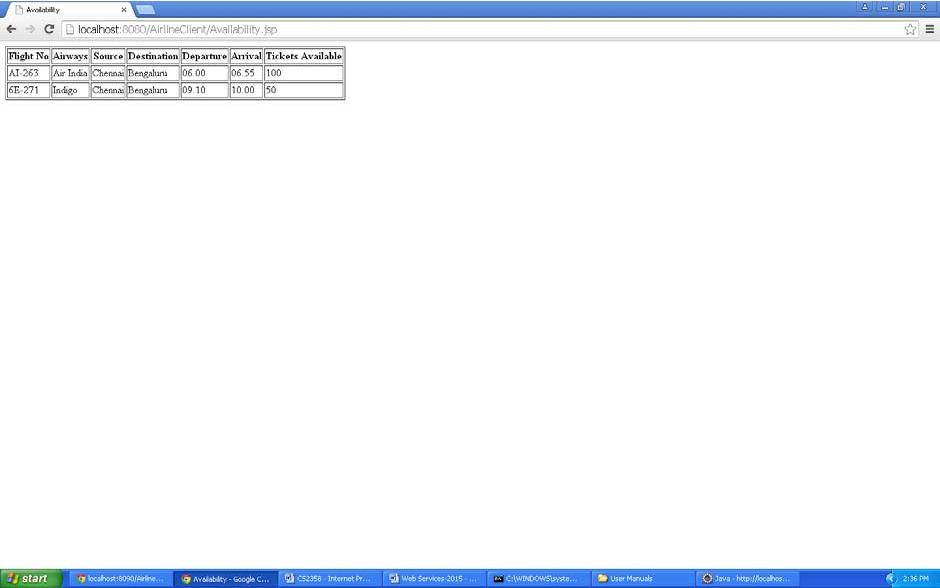 Availability
localhost:8080/AirlineClient/Availability.jsp
Flight No Airways Source Destination Departure Arrival Tickets Available
AI-263 Air India Chennai Bengaluru 06.00 06.55 100
6E-271 Indigo Chennai Bengaluru 09.10 10.00 50
start localhost:8090/Airline... Availability - Google C... CS2358 - Internet Pr... Web Services-2015 - ... C:\WINDOWS\syste... User Manuals Java - http://localhos... 2:36 PM